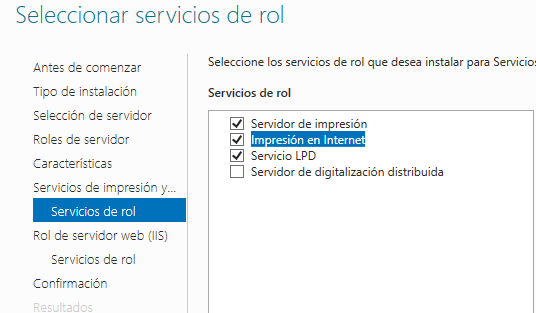 Seleccionar servicios de rol
Antes de comenzar
Tipo de instalación
Selección de servidor
Roles de servidor
Características
Servicios de impresión y...
Servicios de rol
Rol de servidor web (IIS)
Servicios de rol
Confirmación
Resultados
Seleccione los servicios de rol que desea instalar para Servicios
Servicios de rol
Servidor de impresión
Impresión en Internet
Servicio LPD
Servidor de digitalización distribuida